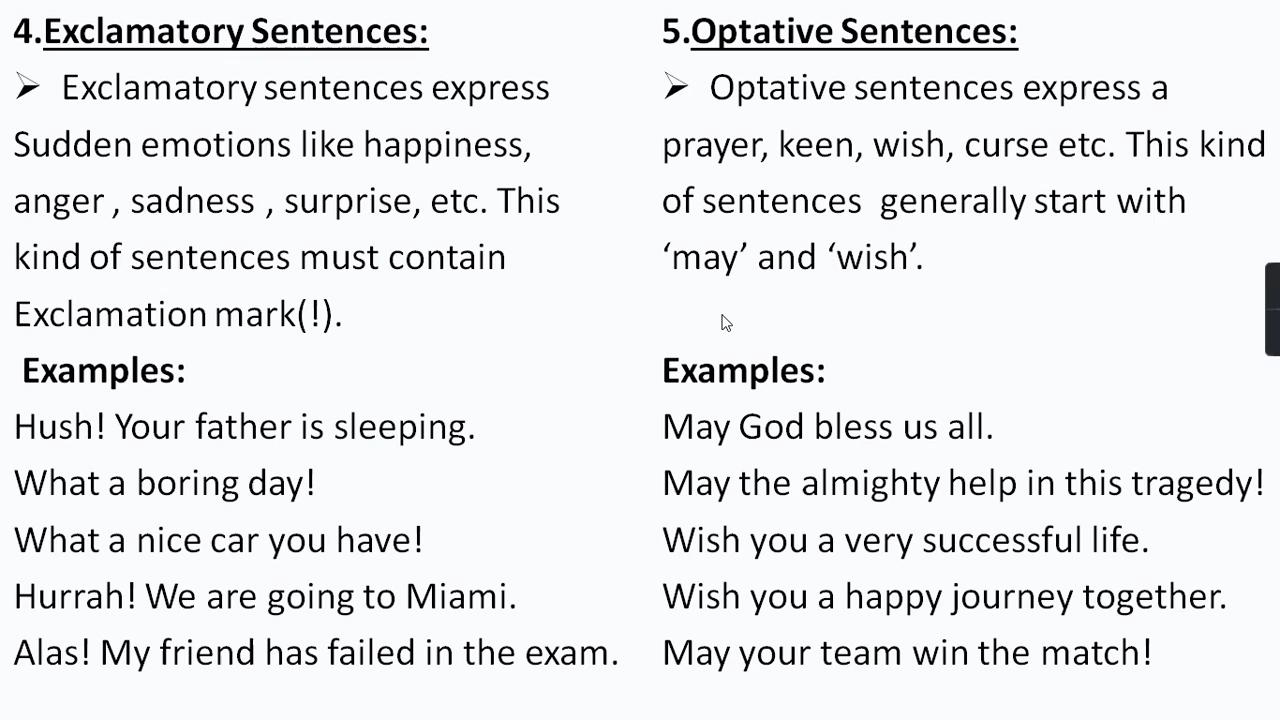 4.Exclamatory Sentences:
➢ Exclamatory sentences express
Sudden emotions like happiness,
anger , sadness , surprise, etc. This
kind of sentences must contain
Exclamation mark(!).
Examples:
Hush! Your father is sleeping.
What a boring day!
What a nice car you have!
Hurrah! We are going to Miami.
Alas! My friend has failed in the exam.
5.Optative Sentences:
➢ Optative sentences express a
prayer, keen, wish, curse etc. This kind
of sentences generally start with
‘may’ and ‘wish’.
Examples:
May God bless us all.
May the almighty help in this tragedy!
Wish you a very successful life.
Wish you a happy journey together.
May your team win the match!